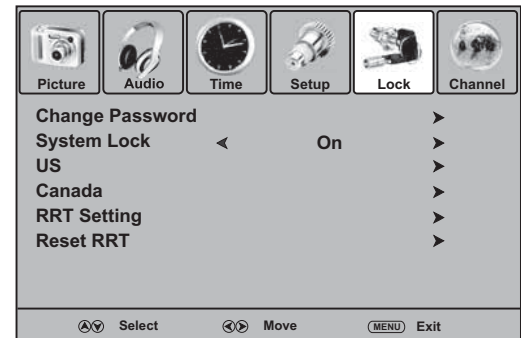 Picture Audio Time Setup Lock Channel
Change Password
System Lock On
US
Canada
RRT Setting
Reset RRT
Select Move MENU Exit